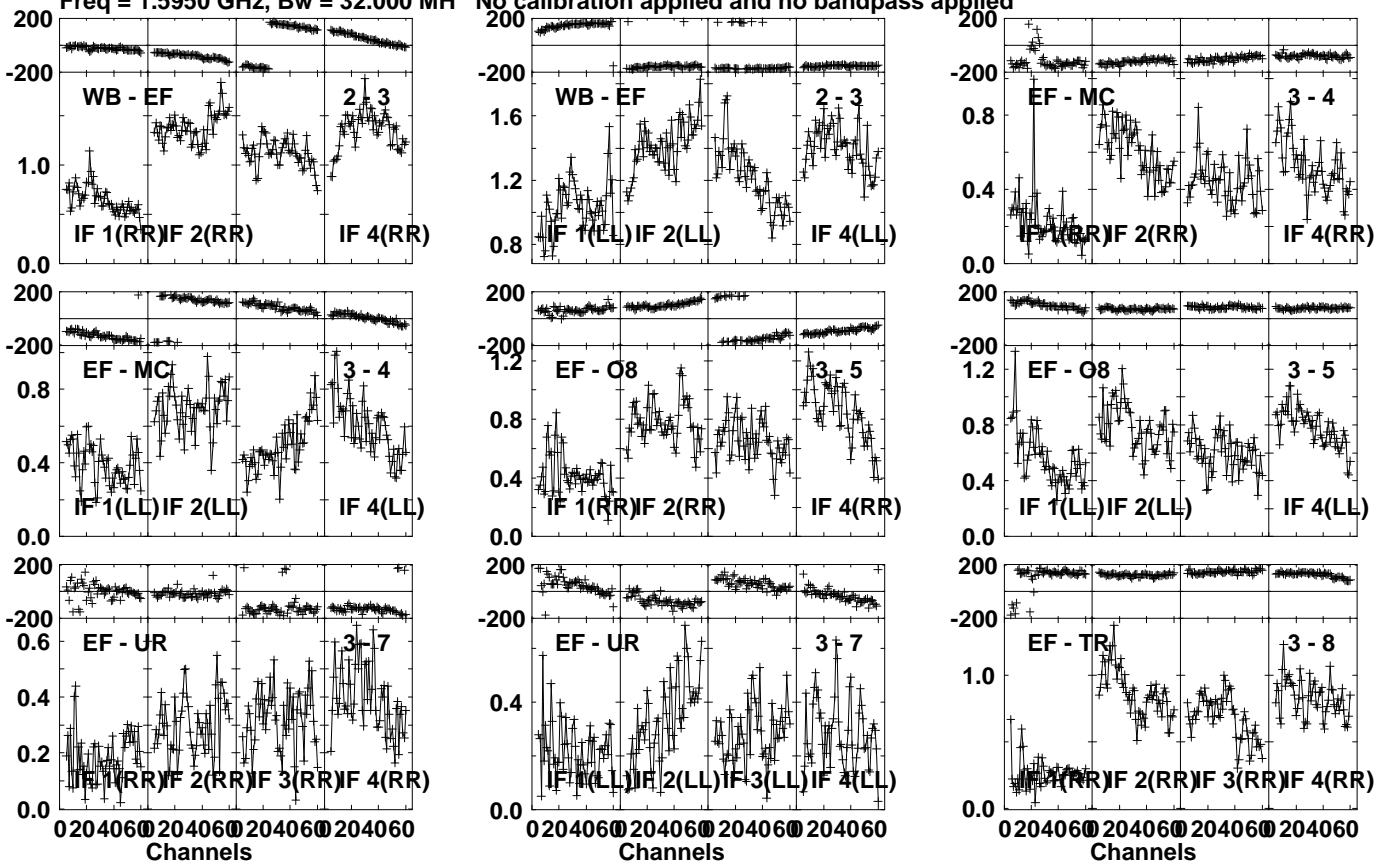 Freq = 1.5950 GHz, Bw = 32.000 MH No calibration applied and no bandpass applied
200
-200
WB - EF 2 - 3
1.0
IF 1(RR) IF 2(RR) IF 4(RR)
0.0
200
-200
WB - EF 2 - 3
1.6
1.2
IF 1(LL) IF 2(LL) IF 4(LL)
0.8
200
-200
EF - MC 3 - 4
0.8
0.4
IF 1(RR) IF 2(RR) IF 4(RR)
0.0
200
-200
EF - MC 3 - 4
0.8
0.4
IF 1(LL) IF 2(LL) IF 4(LL)
0.0
200
-200
1.2
EF - O8 3 - 5
0.8
0.4
IF 1(RR) IF 2(RR) IF 4(RR)
0.0
200
-200
EF - O8 3 - 5
1.2
0.8
0.4
IF 1(LL) IF 2(LL) IF 4(LL)
0.0
200
-200
0.6
EF - UR 3 - 7
0.4
0.2
IF 1(RR) IF 2(RR) IF 3(RR) IF 4(RR)
0.0
0 20 40 60 0 20 40 60 0 20 40 60 0 20 40 60
Channels
200
-200
EF - UR 3 - 7
0.4
IF 1(LL) IF 2(LL) IF 3(LL) IF 4(LL)
0.0
0 20 40 60 0 20 40 60 0 20 40 60 0 20 40 60
Channels
200
-200
EF - TR 3 - 8
1.0
IF 1(RR) IF 2(RR) IF 3(RR) IF 4(RR)
0.0
0 20 40 60 0 20 40 60 0 20 40 60 0 20 40 60
Channels